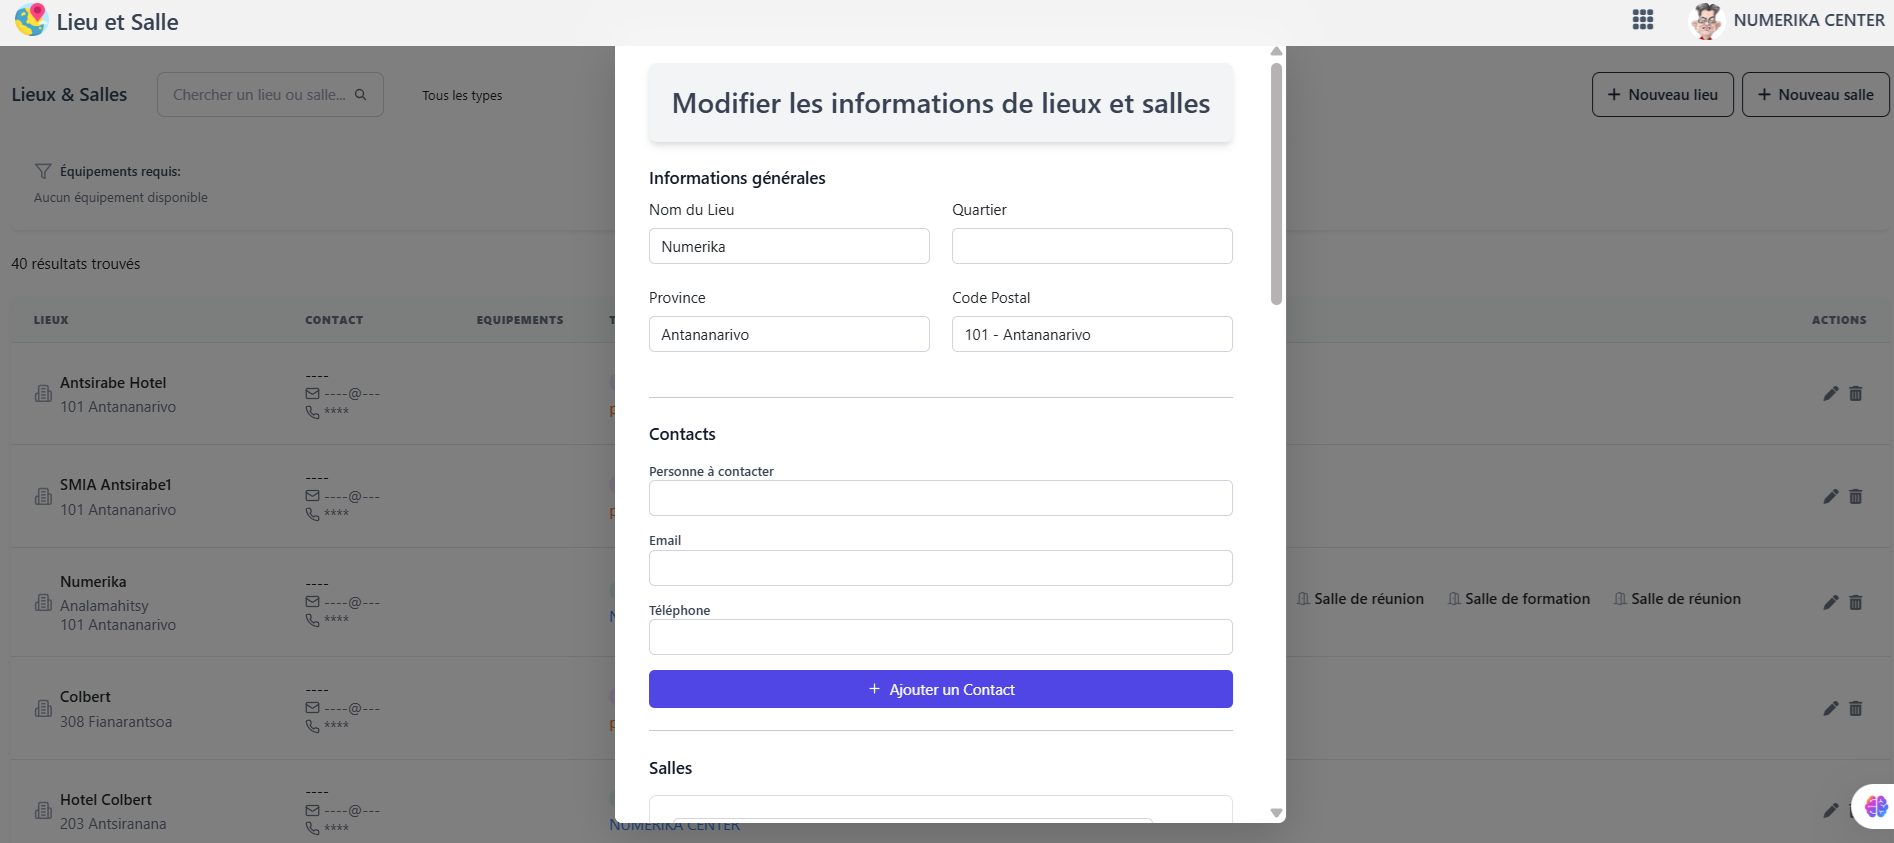 Lieu et Salle
NUMERIKA CENTER
Lieux & Salles
Chercher un lieu ou salle...
Tous les types
+ Nouveau lieu
+ Nouveau salle
Équipements requis:
Aucun équipement disponible
40 résultats trouvés
LIEUX CONTACT EQUIPEMENTS T ACTIONS
Antsirabe Hotel
101 Antananarivo
----
----@---
****
p
SMIA Antsirabe1
101 Antananarivo
----
----@---
****
p
Numerika
Analamahitsy
101 Antananarivo
----
----@---
****
N
Salle de réunion Salle de formation Salle de réunion
Colbert
308 Fianarantsoa
----
----@---
****
p
Hotel Colbert
203 Antsiranana
----
----@---
****
NUMERIKA CENTER
Modifier les informations de lieux et salles
Informations générales
Nom du Lieu Quartier
Numerika
Province Code Postal
Antananarivo 101 - Antananarivo
Contacts
Personne à contacter
Email
Téléphone
+ Ajouter un Contact
Salles